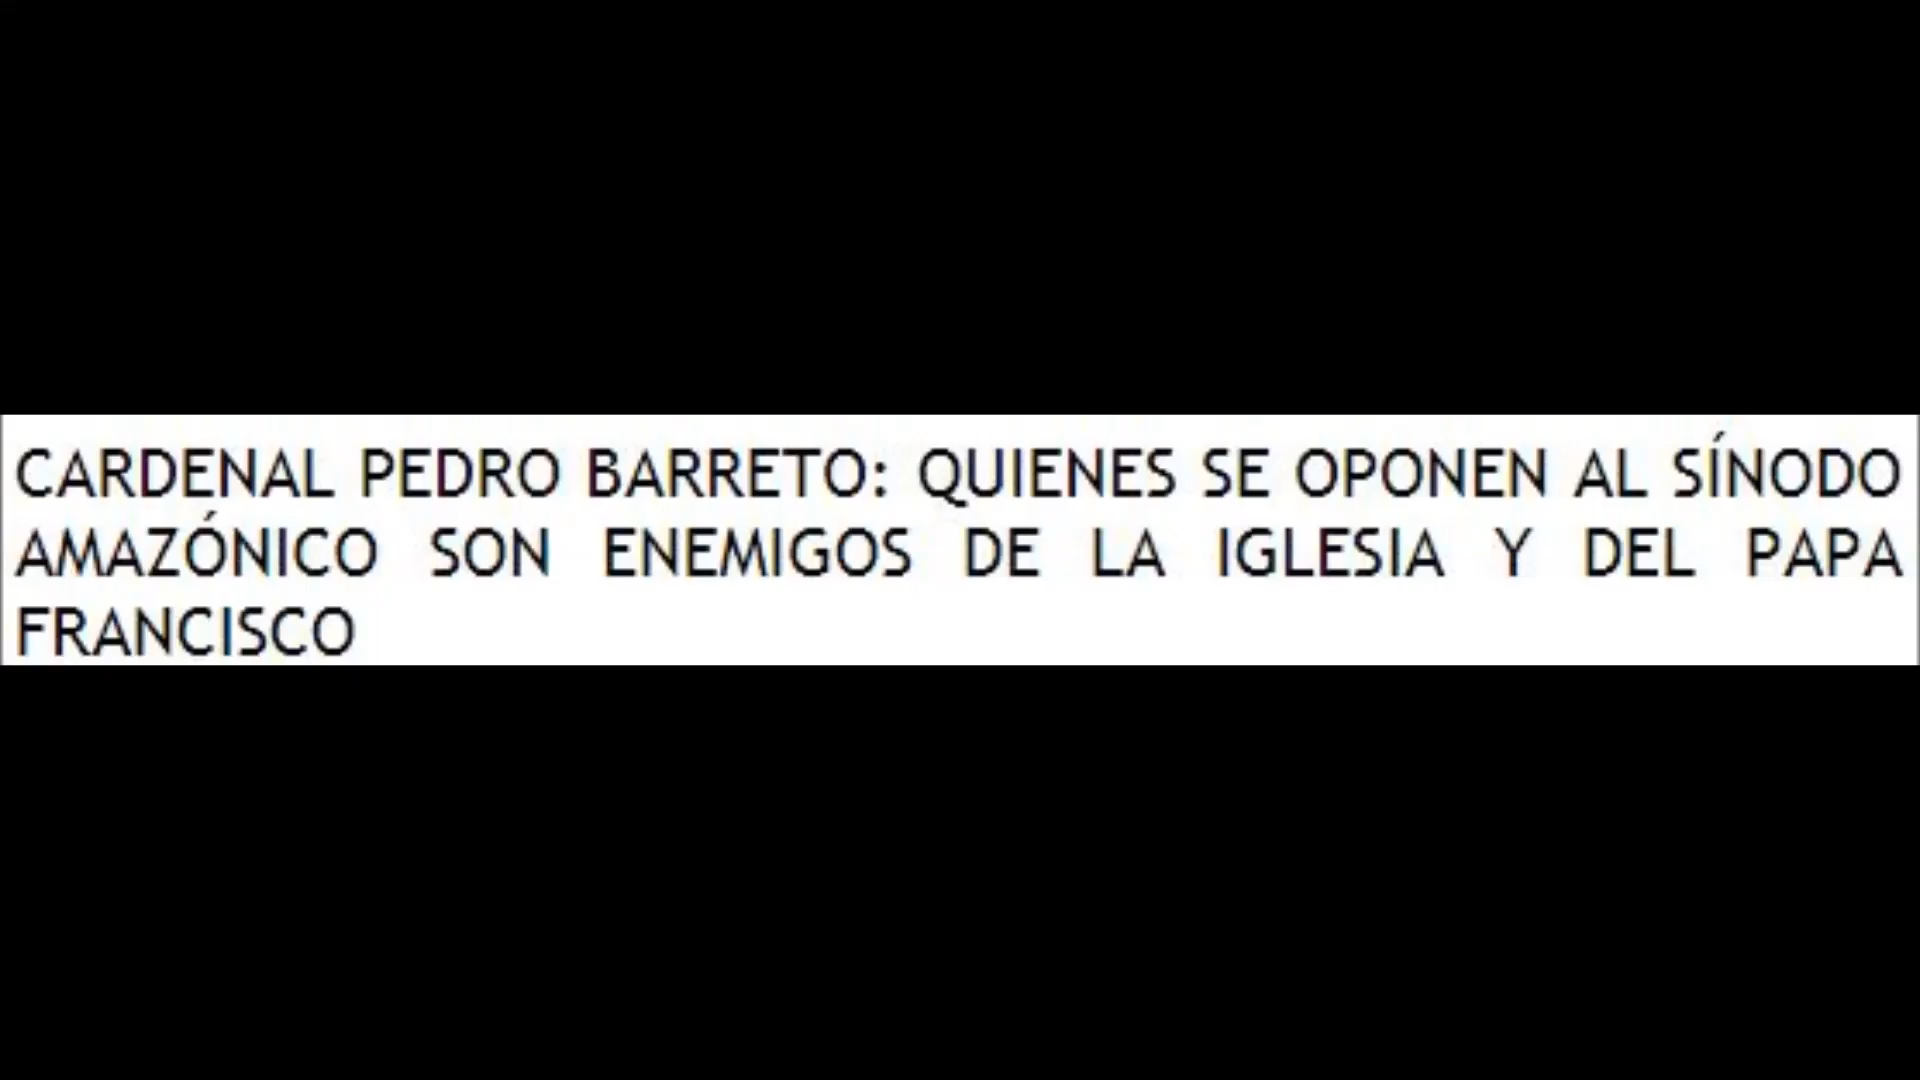 CARDENAL PEDRO BARRETO: QUIENES SE OPONEN AL SÍNODO
AMAZÓNICO SON ENEMIGOS DE LA IGLESIA Y DEL PAPA
FRANCISCO